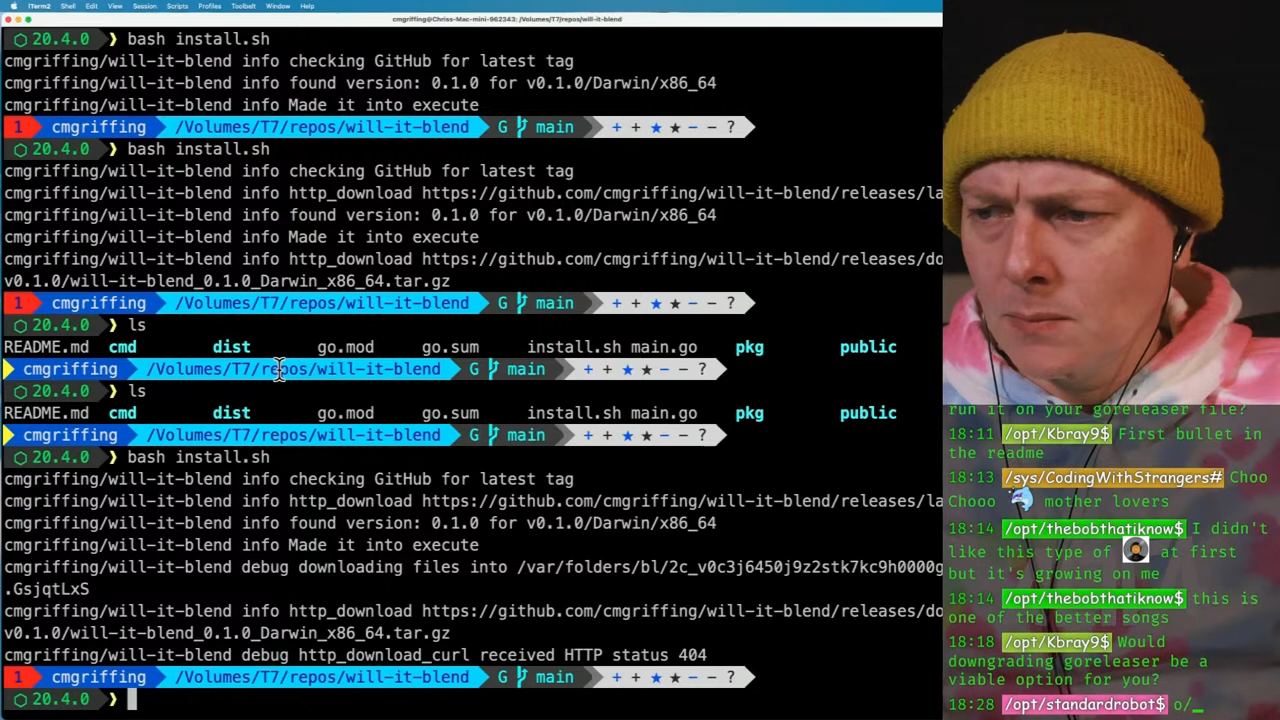 iTerm2 Shell Edit View Session Scripts Profiles Toolbelt Window Help
cmgriffing@Chriss-Mac-mini-962343: /Volumes/T7/repos/will-it-blend
20.4.0 ❯ bash install.sh
cmgriffing/will-it-blend info checking GitHub for latest tag
cmgriffing/will-it-blend info found version: 0.1.0 for v0.1.0/Darwin/x86_64
cmgriffing/will-it-blend info Made it into execute
1 cmgriffing /Volumes/T7/repos/will-it-blend G main + + ★ ★ − − ?
20.4.0 ❯ bash install.sh
cmgriffing/will-it-blend info checking GitHub for latest tag
cmgriffing/will-it-blend info http_download https://github.com/cmgriffing/will-it-blend/releases/la
cmgriffing/will-it-blend info found version: 0.1.0 for v0.1.0/Darwin/x86_64
cmgriffing/will-it-blend info Made it into execute
cmgriffing/will-it-blend info http_download https://github.com/cmgriffing/will-it-blend/releases/do
v0.1.0/will-it-blend_0.1.0_Darwin_x86_64.tar.gz
1 cmgriffing /Volumes/T7/repos/will-it-blend G main + + ★ ★ − − ?
20.4.0 ❯ ls
README.md cmd dist go.mod go.sum install.sh main.go pkg public
cmgriffing /Volumes/T7/repos/will-it-blend G main + + ★ ★ − − ?
20.4.0 ❯ ls
README.md cmd dist go.mod go.sum install.sh main.go pkg public
cmgriffing /Volumes/T7/repos/will-it-blend G main + + ★ ★ − − ?
20.4.0 ❯ bash install.sh
cmgriffing/will-it-blend info checking GitHub for latest tag
cmgriffing/will-it-blend info http_download https://github.com/cmgriffing/will-it-blend/releases/la
cmgriffing/will-it-blend info found version: 0.1.0 for v0.1.0/Darwin/x86_64
cmgriffing/will-it-blend info Made it into execute
cmgriffing/will-it-blend debug downloading files into /var/folders/bl/2c_v0c3j6450j9z2stk7kc9h0000g
.GsjqtLxS
cmgriffing/will-it-blend info http_download https://github.com/cmgriffing/will-it-blend/releases/do
v0.1.0/will-it-blend_0.1.0_Darwin_x86_64.tar.gz
cmgriffing/will-it-blend debug http_download_curl received HTTP status 404
1 cmgriffing /Volumes/T7/repos/will-it-blend G main + + ★ ★ − − ?
20.4.0 ❯
run it on your goreleaser file?
18:11 /opt/Kbray9$ First bullet in
the readme
18:13 /sys/CodingWithStrangers# Choo
Chooo mother lovers
18:14 /opt/thebobthatiknow$ I didn't
like this type of at first
but it's growing on me
18:14 /opt/thebobthatiknow$ this is
one of the better songs
18:18 /opt/Kbray9$ Would
downgrading goreleaser be a
viable option for you?
18:28 /opt/standardrobot$ o/_